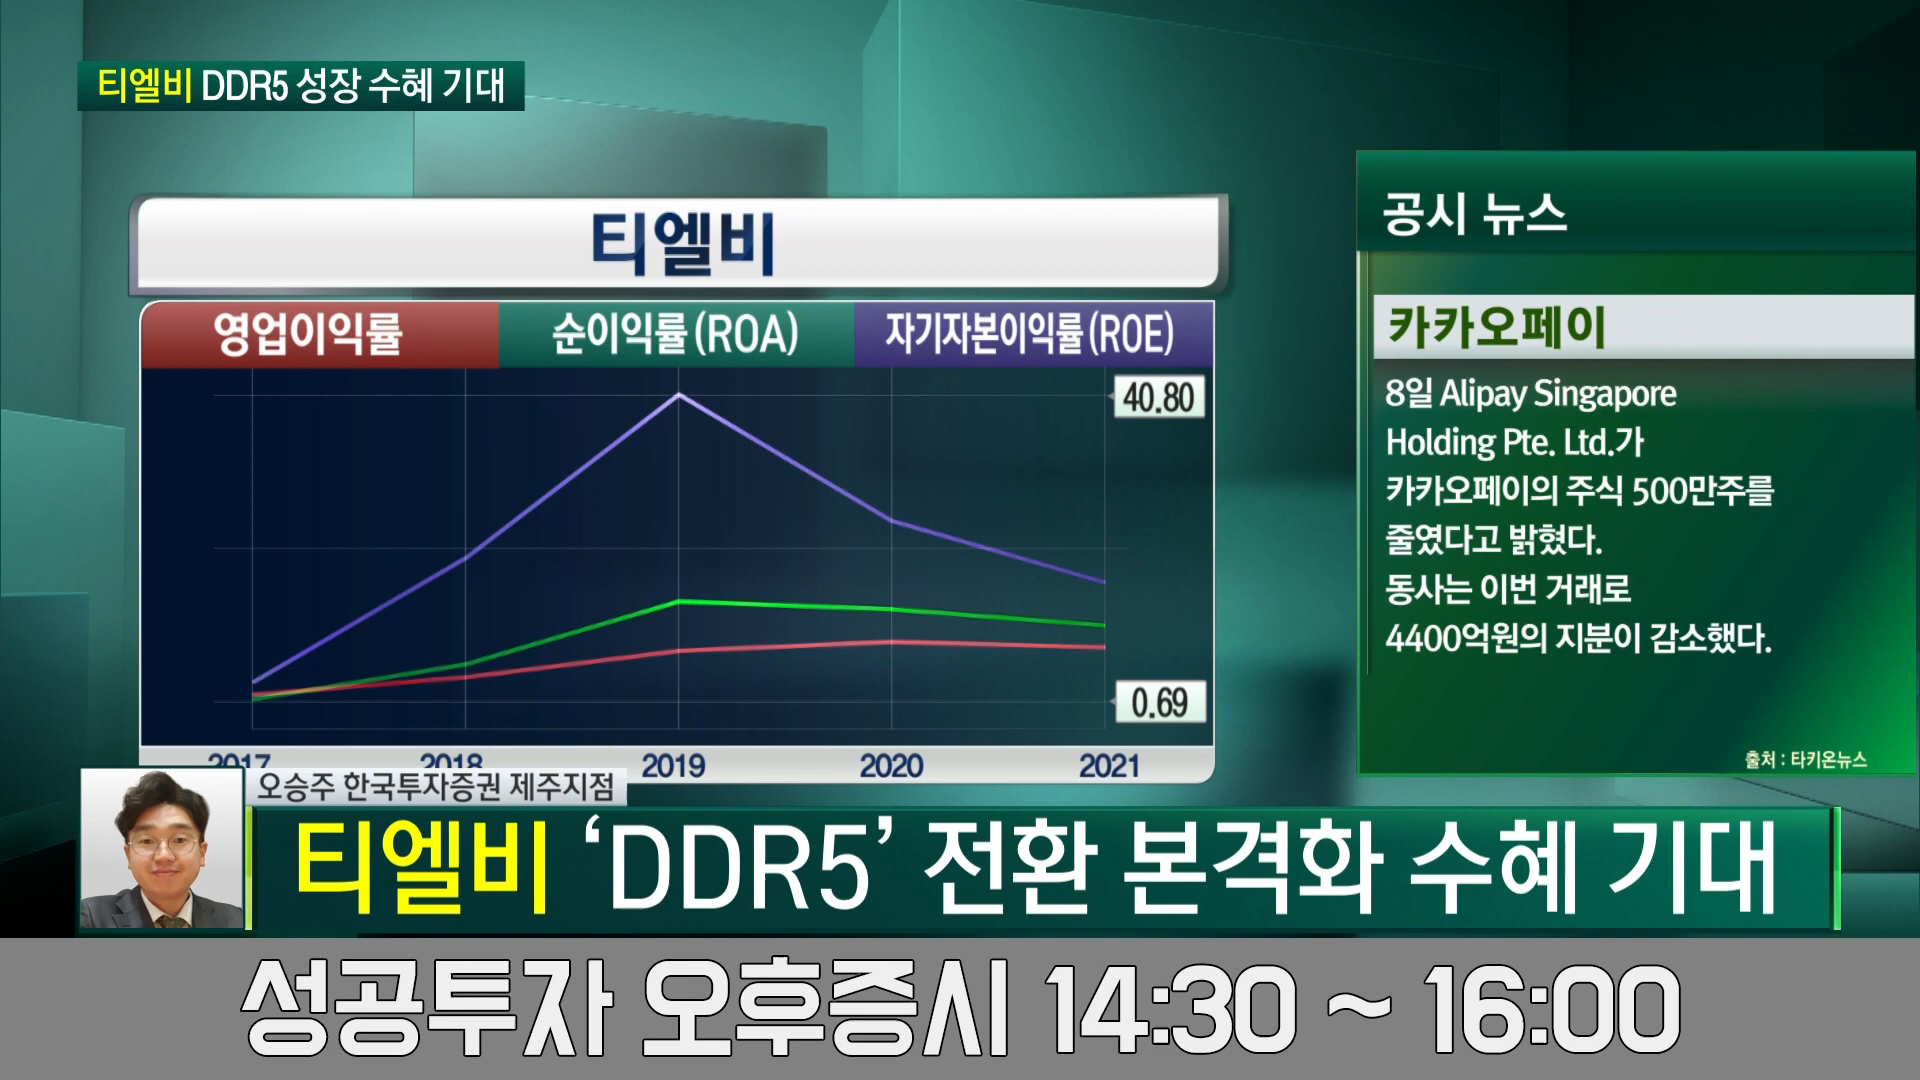 티엘비 DDR5 성장 수혜 기대
티엘비
영업이익률
순이익률(ROA)
자기자본이익률(ROE)
40.80
0.69
2017
2018
2019
2020
2021
공시 뉴스
카카오페이
8일 Alipay Singapore
Holding Pte. Ltd.가
카카오페이의 주식 500만주를
줄였다고 밝혔다.
동사는 이번 거래로
4400억원의 지분이 감소했다.
출처 : 타키온뉴스
오승주 한국투자증권 제주지점
티엘비 ‘DDR5’ 전환 본격화 수혜 기대
성공투자 오후증시 14:30 ~ 16:00